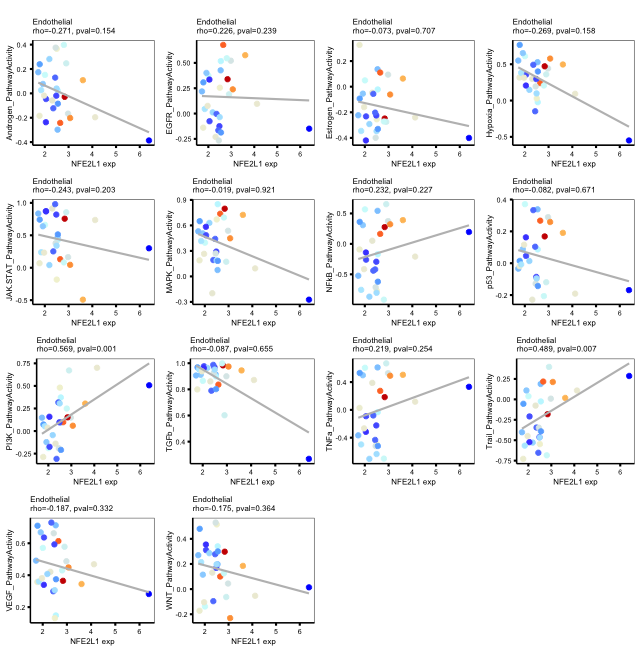 Endothelial
rho=-0.271, pval=0.154
Androgen_PathwayActivity
0.4
0.2
0.0
-0.2
-0.4
2
3
4
5
6
NFE2L1 exp
Endothelial
rho=0.226, pval=0.239
EGFR_PathwayActivity
0.50
0.25
0.00
-0.25
2
3
4
5
6
NFE2L1 exp
Endothelial
rho=-0.073, pval=0.707
Estrogen_PathwayActivity
0.2
0.0
-0.2
-0.4
2
3
4
5
6
NFE2L1 exp
Endothelial
rho=-0.269, pval=0.158
Hypoxia_PathwayActivity
0.5
0.0
-0.5
2
3
4
5
6
NFE2L1 exp
Endothelial
rho=-0.243, pval=0.203
JAK-STAT_PathwayActivity
1.0
0.5
0.0
-0.5
2
3
4
5
6
NFE2L1 exp
Endothelial
rho=-0.019, pval=0.921
MAPK_PathwayActivity
0.9
0.6
0.3
0.0
-0.3
2
3
4
5
6
NFE2L1 exp
Endothelial
rho=0.232, pval=0.227
NFkB_PathwayActivity
0.5
0.0
-0.5
2
3
4
5
6
NFE2L1 exp
Endothelial
rho=-0.082, pval=0.671
p53_PathwayActivity
0.4
0.2
0.0
-0.2
2
3
4
5
6
NFE2L1 exp
Endothelial
rho=0.569, pval=0.001
PI3K_PathwayActivity
0.75
0.50
0.25
0.00
-0.25
2
3
4
5
6
NFE2L1 exp
Endothelial
rho=-0.087, pval=0.655
TGFb_PathwayActivity
1.0
0.8
0.6
0.4
2
3
4
5
6
NFE2L1 exp
Endothelial
rho=0.219, pval=0.254
TNFa_PathwayActivity
0.4
0.0
-0.4
2
3
4
5
6
NFE2L1 exp
Endothelial
rho=0.489, pval=0.007
Trail_PathwayActivity
0.25
0.00
-0.25
-0.50
-0.75
2
3
4
5
6
NFE2L1 exp
Endothelial
rho=-0.187, pval=0.332
VEGF_PathwayActivity
0.6
0.4
0.2
2
3
4
5
6
NFE2L1 exp
Endothelial
rho=-0.175, pval=0.364
WNT_PathwayActivity
0.4
0.2
0.0
-0.2
2
3
4
5
6
NFE2L1 exp